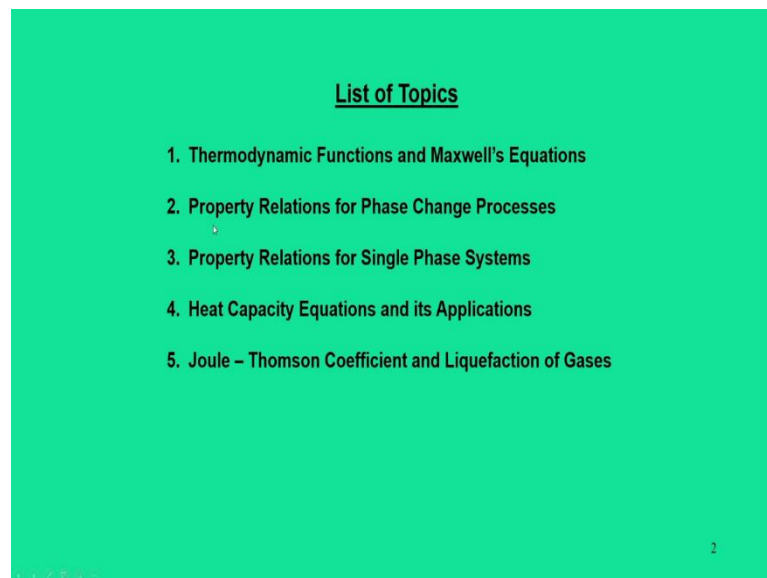 List of Topics
1. Thermodynamic Functions and Maxwell's Equations
2. Property Relations for Phase Change Processes
3. Property Relations for Single Phase Systems
4. Heat Capacity Equations and its Applications
5. Joule – Thomson Coefficient and Liquefaction of Gases
2